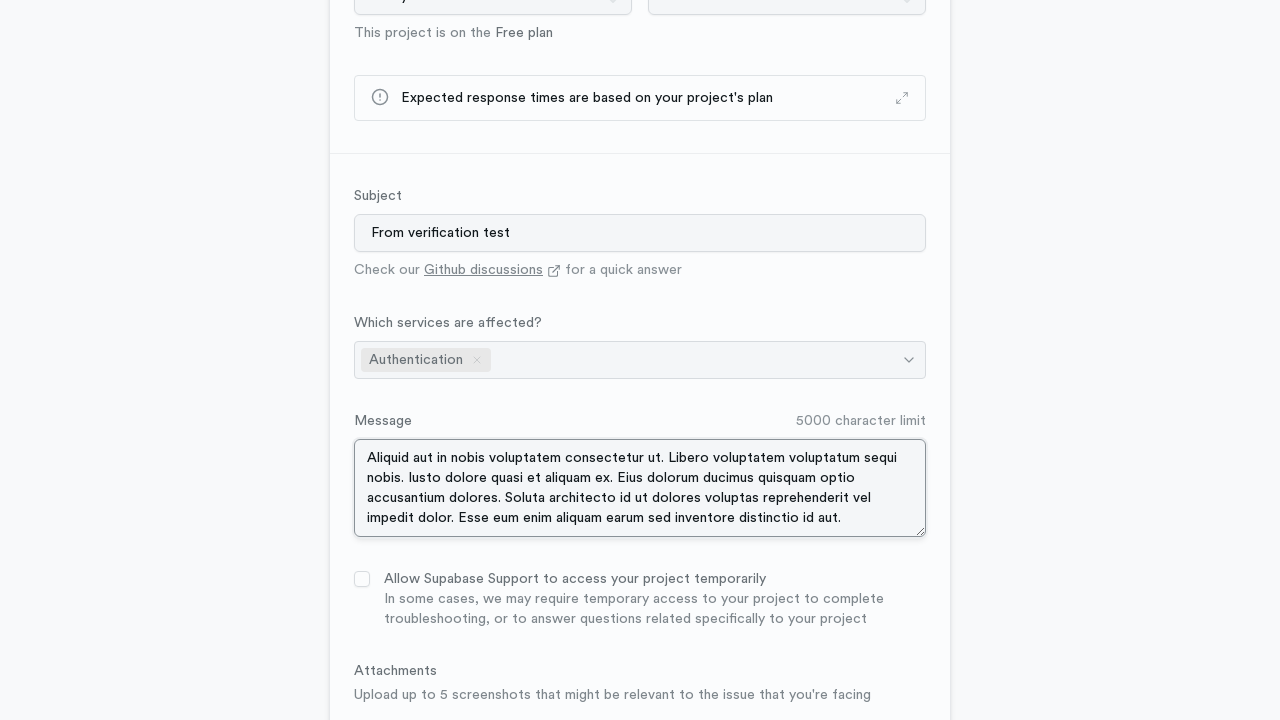 This project is on the Free plan
Expected response times are based on your project's plan
Subject
From verification test
Check our Github discussions for a quick answer
Which services are affected?
Authentication
Message
5000 character limit
Aliquid aut in nobis voluptatem consectetur ut. Libero voluptatem voluptatum sequi
nobis. Iusto dolore quasi et aliquam ex. Eius dolorum ducimus quisquam optio
accusantium dolores. Soluta architecto id ut dolores voluptas reprehenderit vel
impedit dolor. Esse eum enim aliquam earum sed inventore distinctio id aut.
Allow Supabase Support to access your project temporarily
In some cases, we may require temporary access to your project to complete
troubleshooting, or to answer questions related specifically to your project
Attachments
Upload up to 5 screenshots that might be relevant to the issue that you're facing